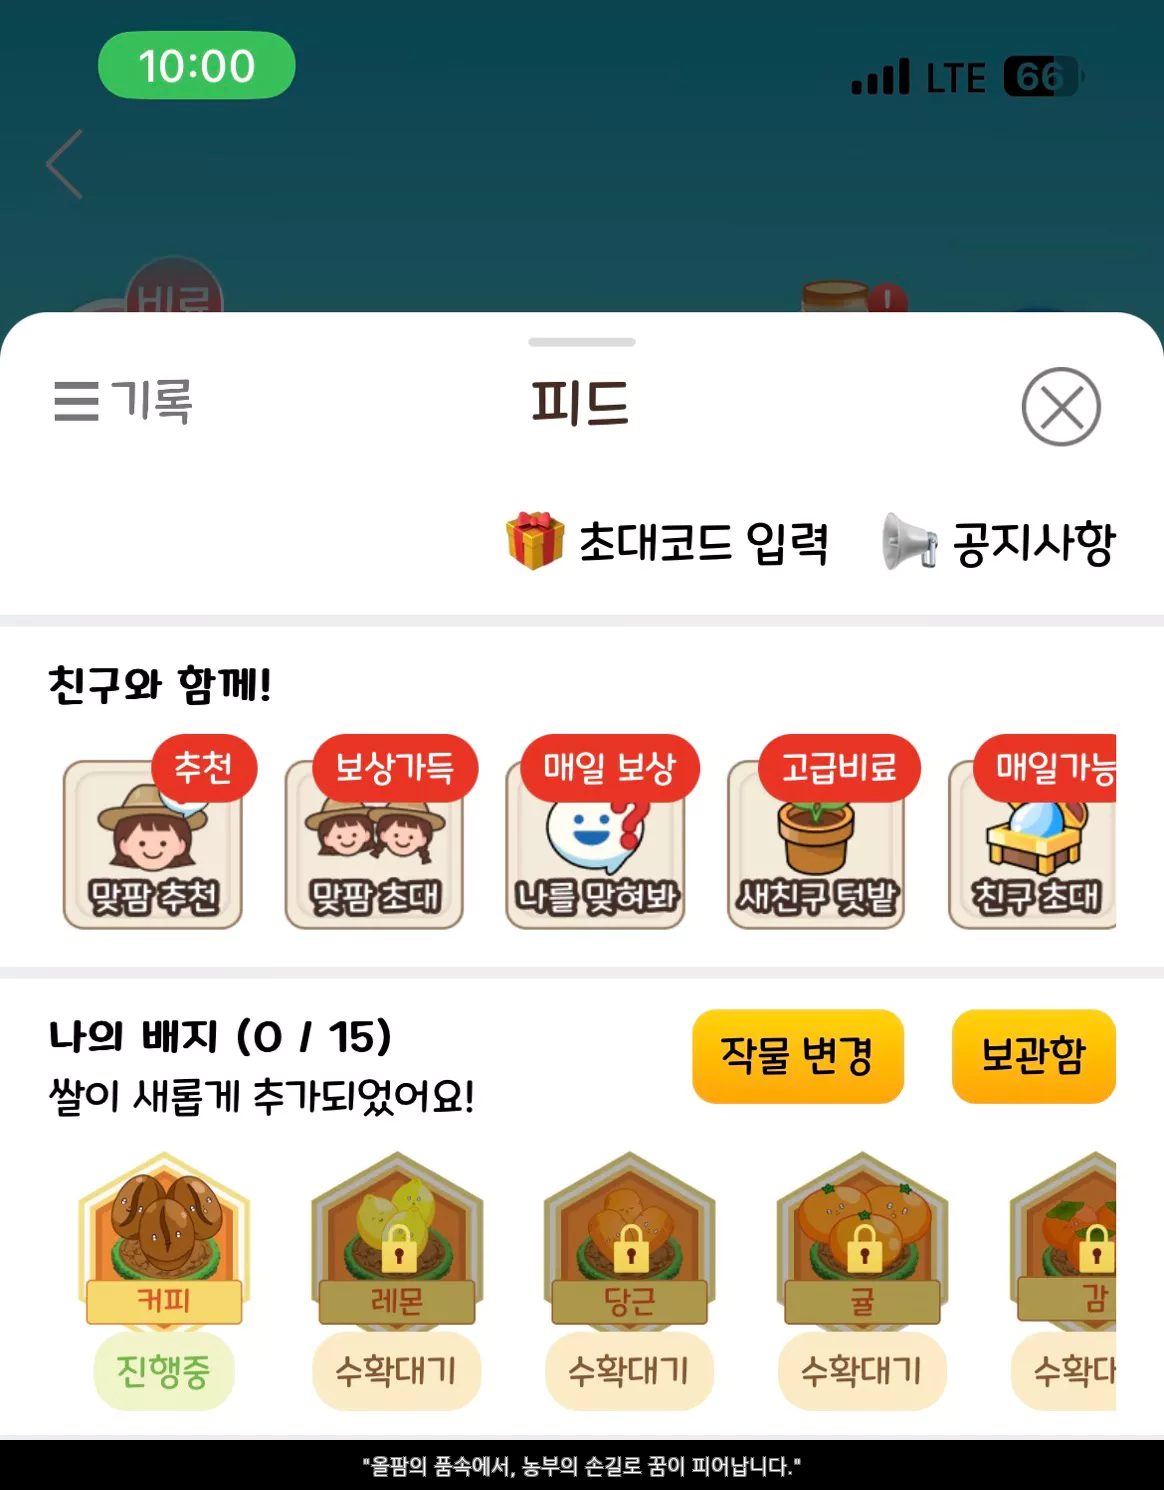 10:00
LTE 66
비료
!
기록
피드
초대코드 입력
공지사항
친구와 함께!
추천
보상가득
매일 보상
고급비료
매일가능
맞팜 추천
맞팜 초대
나를 맞혀봐
새친구 텃밭
친구 초대
나의 배지 (0 / 15)
쌀이 새롭게 추가되었어요!
작물 변경
보관함
커피
레몬
당근
귤
감
진행중
수확대기
수확대기
수확대기
수확대
"올팜의 품속에서, 농부의 손길로 꿈이 피어납니다."